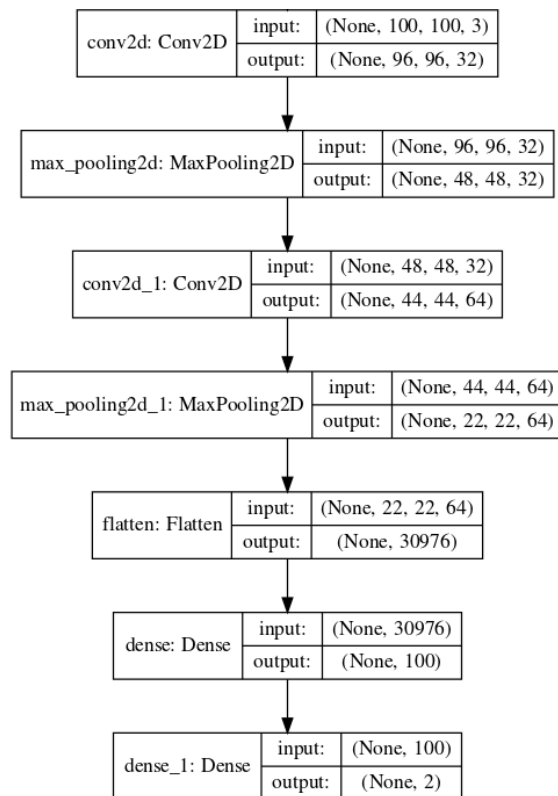 conv2d: Conv2D
input: (None, 100, 100, 3)
output: (None, 96, 96, 32)
max_pooling2d: MaxPooling2D
input: (None, 96, 96, 32)
output: (None, 48, 48, 32)
conv2d_1: Conv2D
input: (None, 48, 48, 32)
output: (None, 44, 44, 64)
max_pooling2d_1: MaxPooling2D
input: (None, 44, 44, 64)
output: (None, 22, 22, 64)
flatten: Flatten
input: (None, 22, 22, 64)
output: (None, 30976)
dense: Dense
input: (None, 30976)
output: (None, 100)
dense_1: Dense
input: (None, 100)
output: (None, 2)